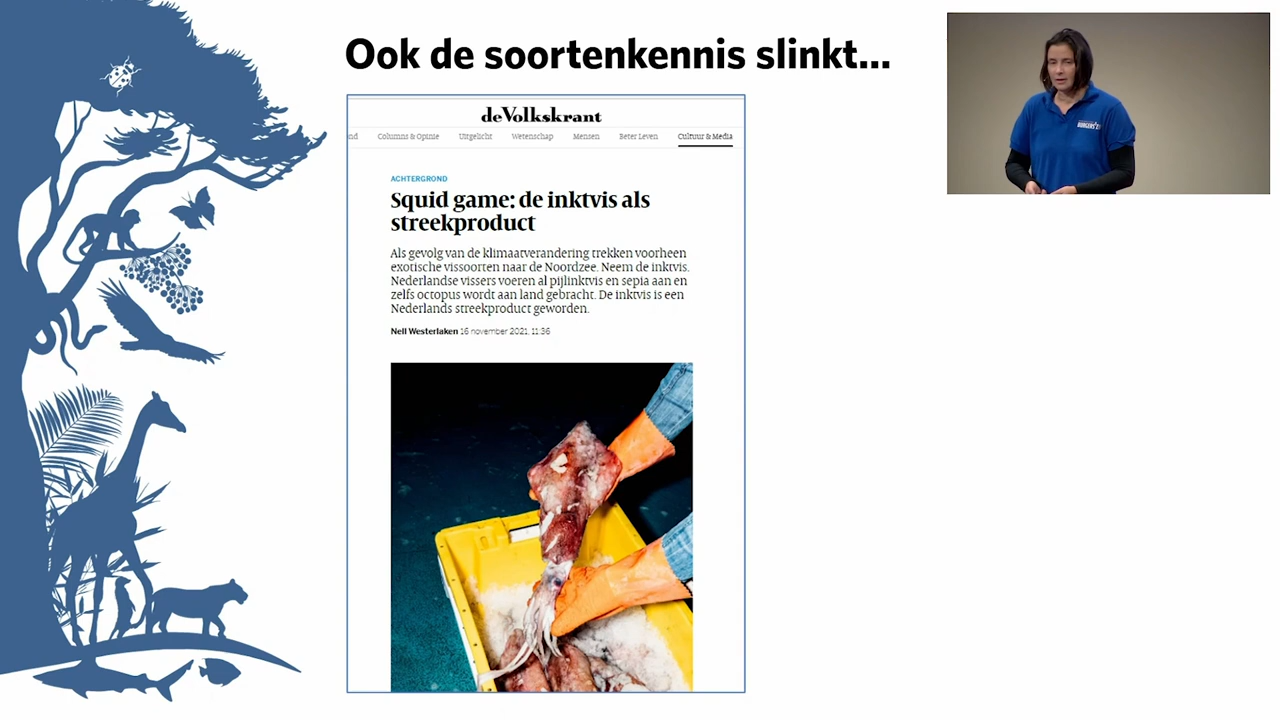 Ook de soortenkennis slinkt...
de Volkskrant
nd Columns & Opinie Uitgelicht Wetenschap Mensen Beter Leven Cultuur & Media
ACHTERGROND
Squid game: de inktvis als
streekproduct
Als gevolg van de klimaatverandering trekken voorheen
exotische vissoorten naar de Noordzee. Neem de inktvis.
Nederlandse vissers voeren al pijlinktvis en sepia aan en
zelfs octopus wordt aan land gebracht. De inktvis is een
Nederlands streekproduct geworden.
Nell Westerlaken 16 november 2021, 11:36